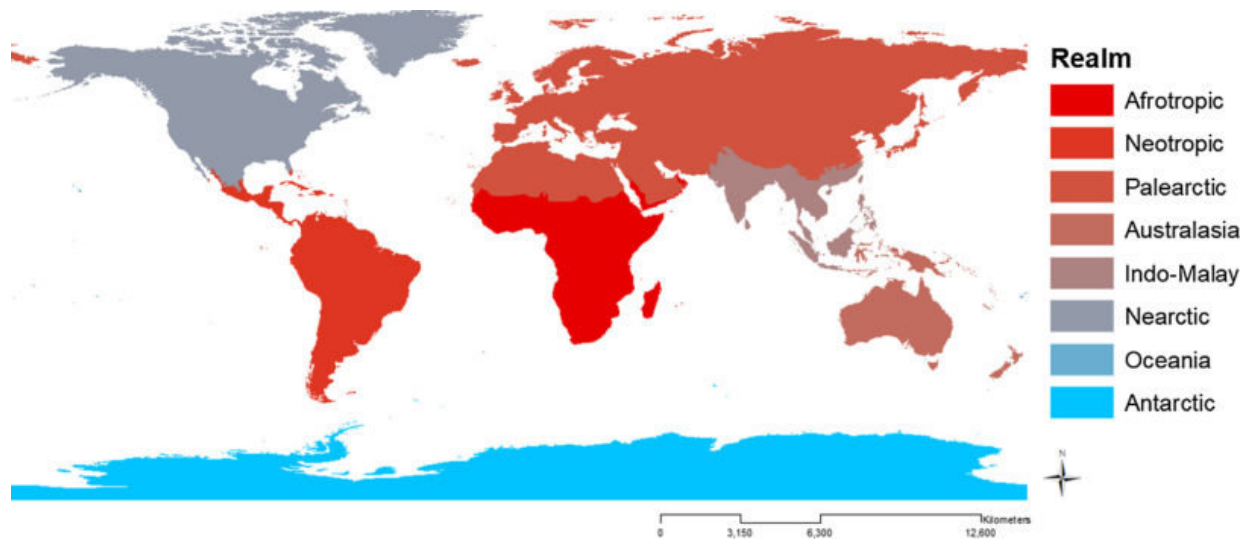 Realm
Afrotropic
Neotropic
Palearctic
Australasia
Indo-Malay
Nearctic
Oceania
Antarctic
N
Kilometers
0 3,150 6,300 12,600